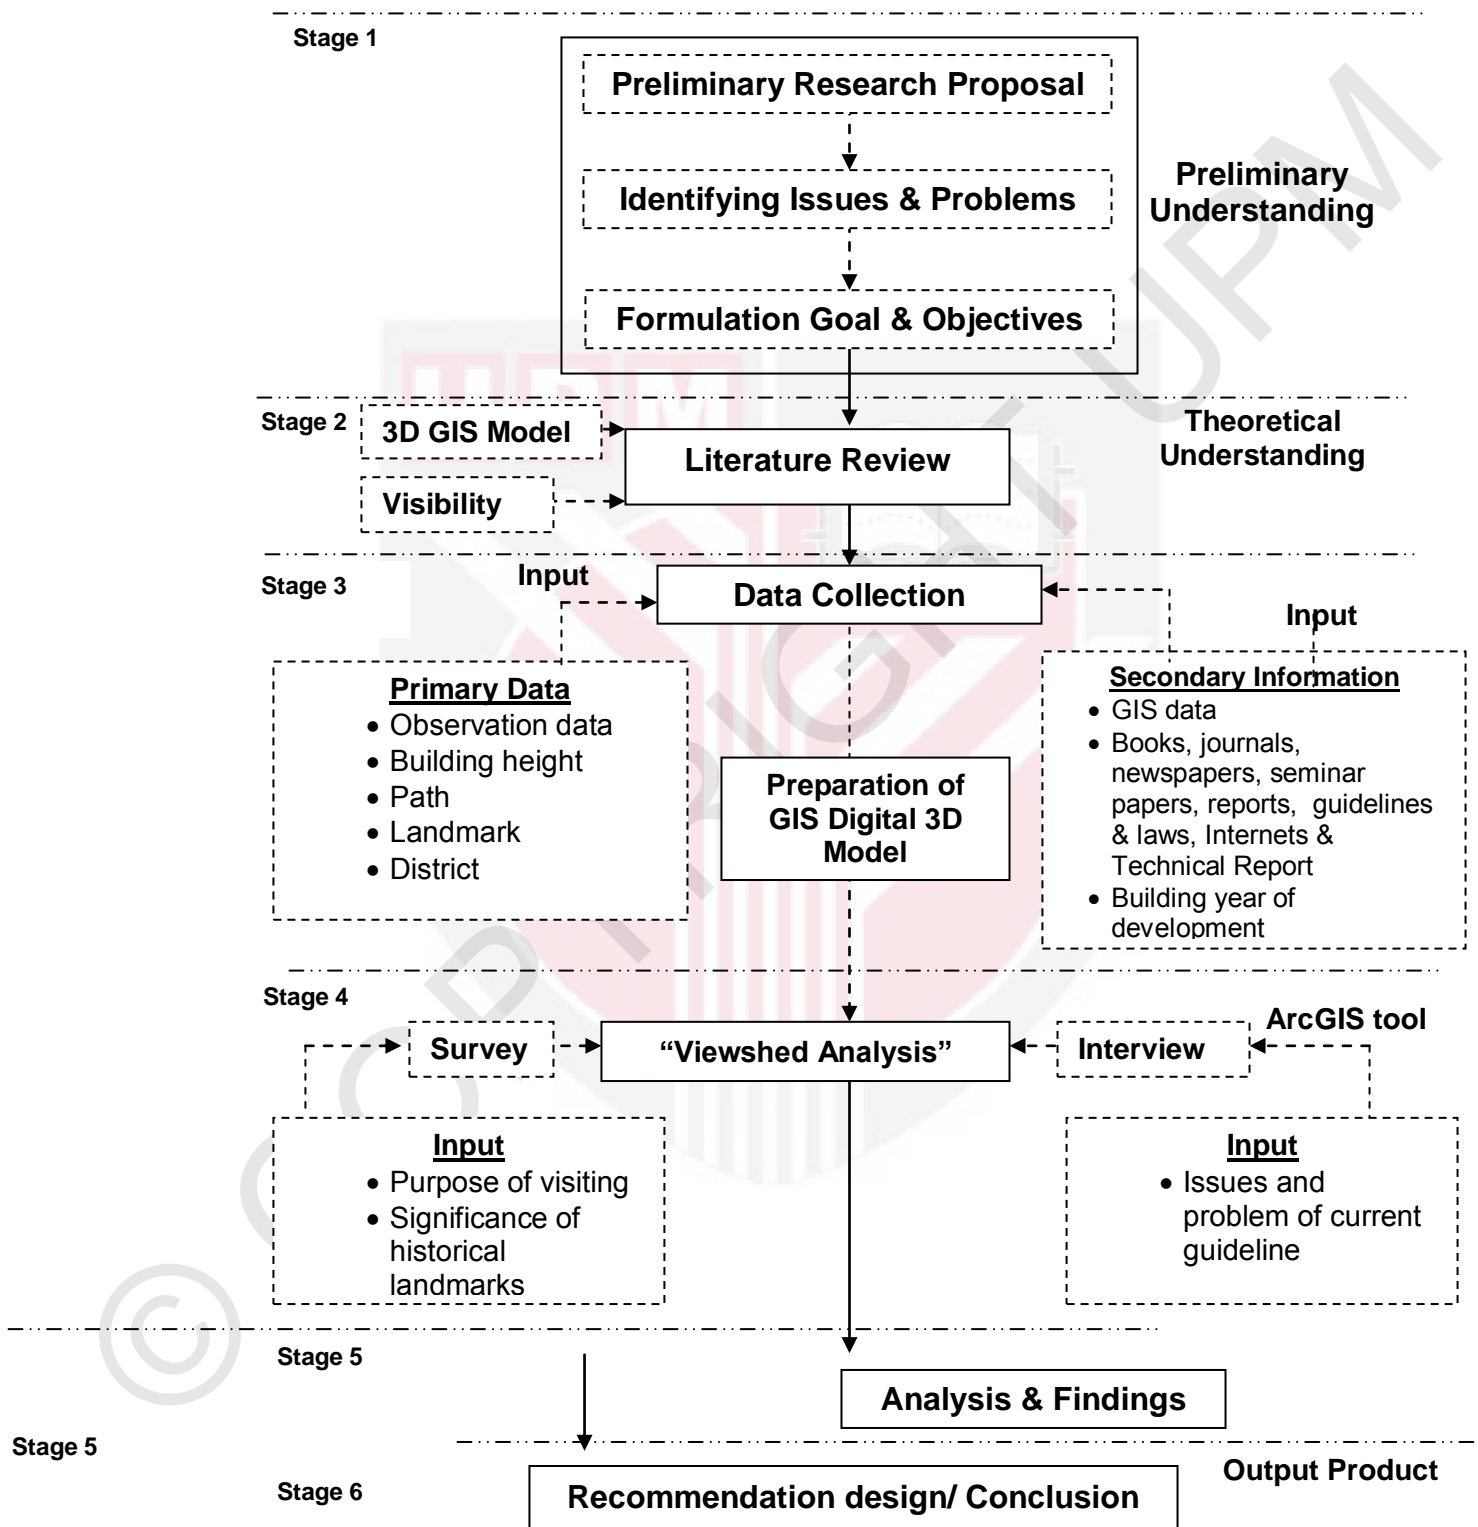 Stage 1
Preliminary Research Proposal
Identifying Issues & Problems
Preliminary
Understanding
Formulation Goal & Objectives
UPM
Stage 2
3D GIS Model
Visibility
Literature Review
Theoretical
Understanding
Stage 3
Input
Data Collection
Input
Primary Data
• Observation data
• Building height
• Path
• Landmark
• District
Preparation of
GIS Digital 3D
Model
Secondary Information
• GIS data
• Books, journals,
newspapers, seminar
papers, reports, guidelines
& laws, Internets &
Technical Report
• Building year of
development
Stage 4
Survey
“Viewshed Analysis”
Interview
ArcGIS tool
Input
• Purpose of visiting
• Significance of
historical
landmarks
Input
• Issues and
problem of current
guideline
Stage 5
Analysis & Findings
Stage 5
Output Product
Stage 6
Recommendation design/ Conclusion
© COPYRIGHT UPM